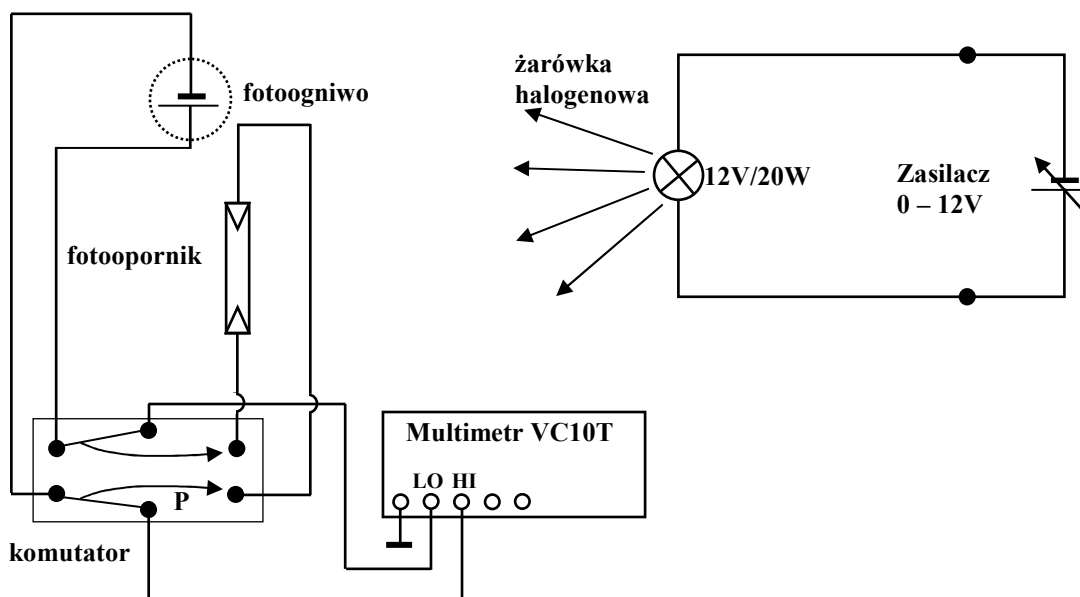 żarówka
halogenowa
fotoogniwo
12V/20W
Zasilacz
0 – 12V
fotoopornik
Multimetr VC10T
LO HI
P
komutator